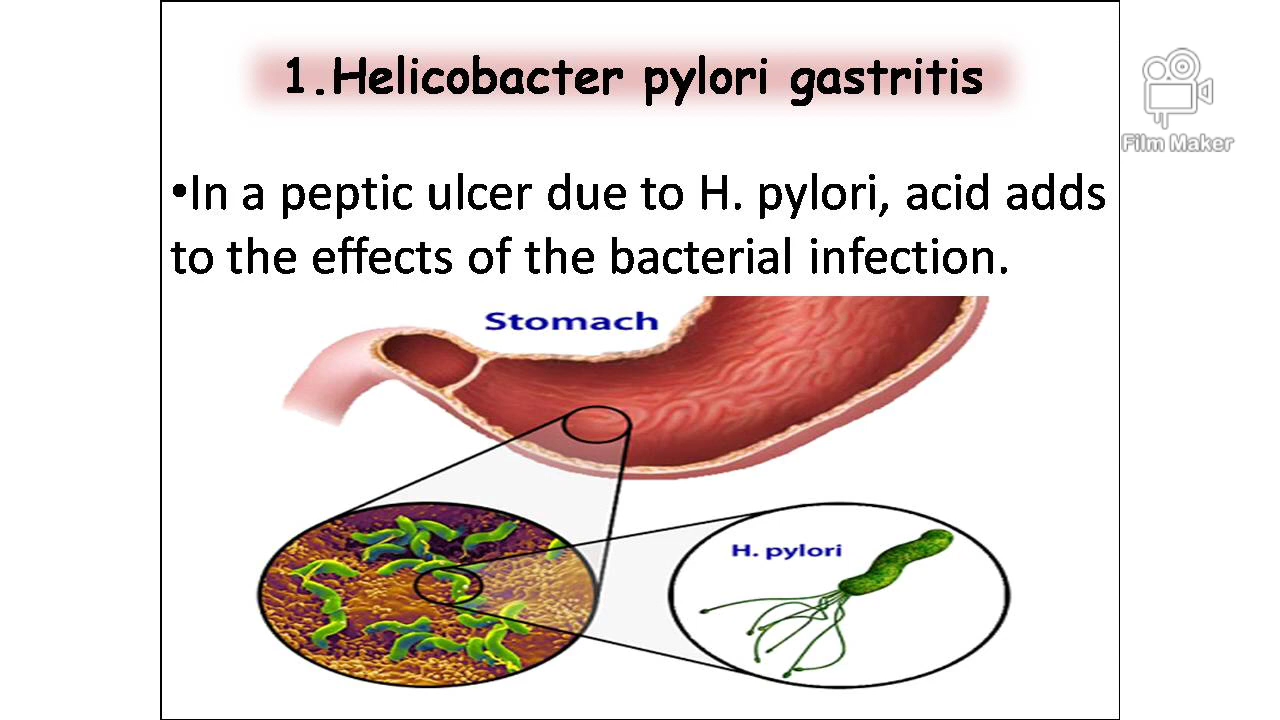 1.Helicobacter pylori gastritis
Film Maker
•In a peptic ulcer due to H. pylori, acid adds
to the effects of the bacterial infection.
Stomach
H. pylori